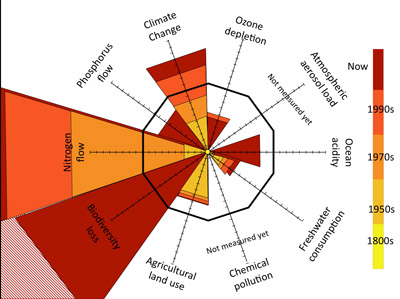 Climate
Change
Ozone
depletion
Atmospheric
aerosol load
Not measured yet
Ocean
acidity
Freshwater
consumption
Chemical
pollution
Not measured yet
Agricultural
land use
Biodiversity
loss
Nitrogen
flow
Phosphorus
flow
Now
1990s
1970s
1950s
1800s